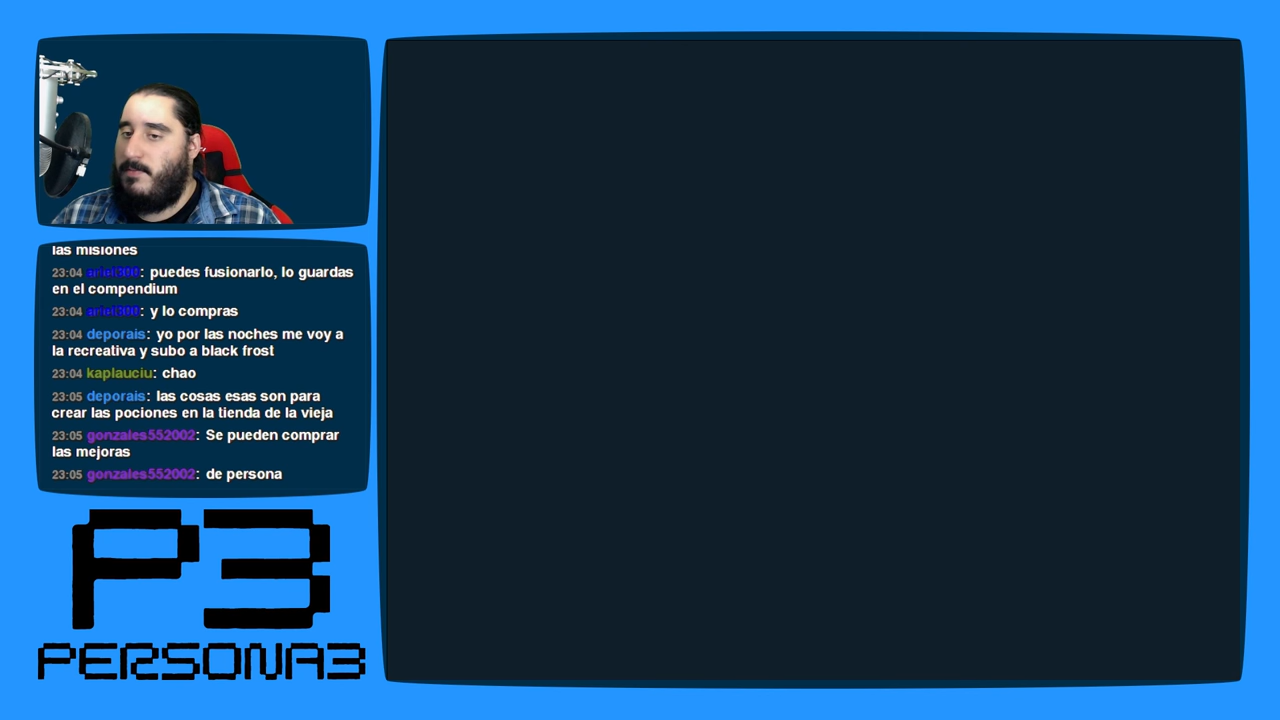 las misiones
23:04 ariel300: puedes fusionarlo, lo guardas
en el compendium
23:04 ariel300: y lo compras
23:04 deporais: yo por las noches me voy a
la recreativa y subo a black frost
23:04 kaplauciu: chao
23:05 deporais: las cosas esas son para
crear las pociones en la tienda de la vieja
23:05 gonzales552002: Se pueden comprar
las mejoras
23:05 gonzales552002: de persona
P3
PERSONA3